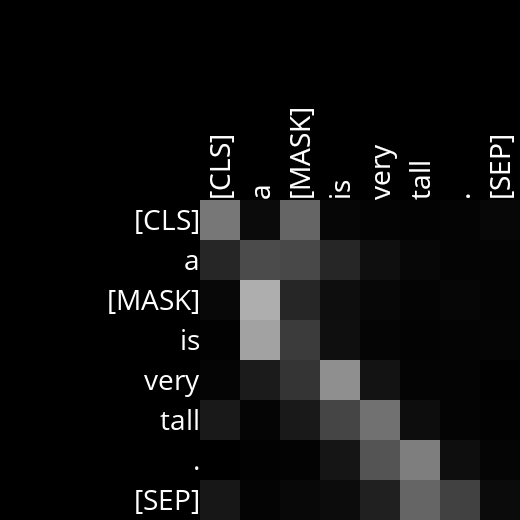 [CLS] a [MASK] is very tall . [SEP]
[CLS]
a
[MASK]
is
very
tall
.
[SEP]